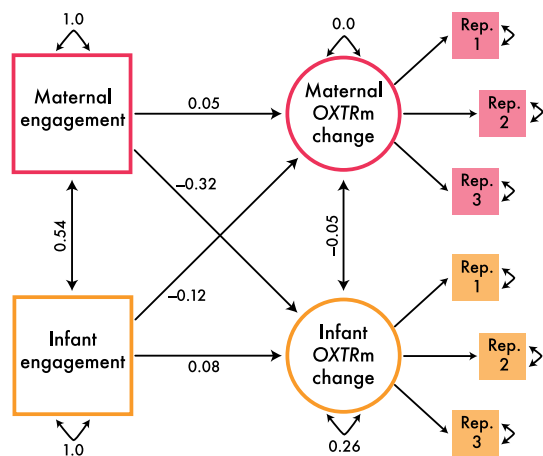 1.0
0.0
Rep.
1
Maternal
engagement
0.05
Maternal
OXTRm
change
Rep.
2
−0.32
Rep.
3
0.54
−0.05
Rep.
1
−0.12
Infant
engagement
0.08
Infant
OXTRm
change
Rep.
2
Rep.
3
1.0
0.26